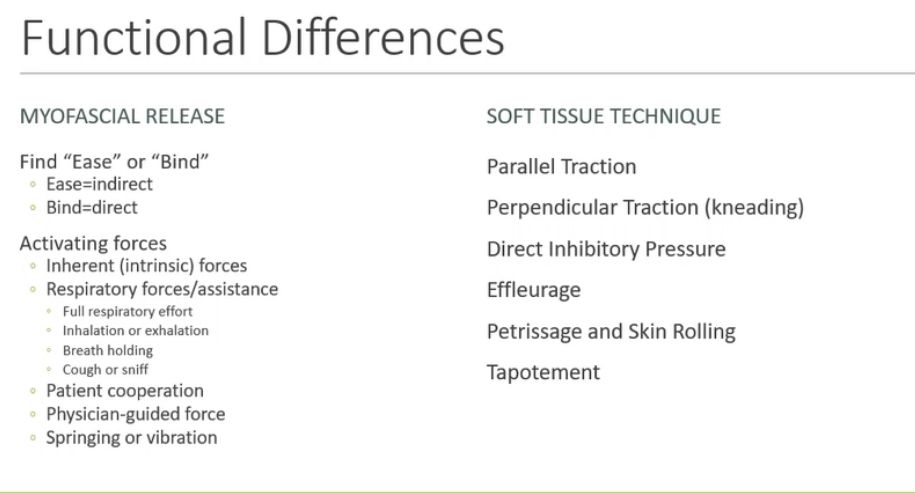 Functional Differences
MYOFASCIAL RELEASE
Find “Ease” or “Bind”
Ease=indirect
Bind=direct
Activating forces
Inherent (intrinsic) forces
Respiratory forces/assistance
Full respiratory effort
Inhalation or exhalation
Breath holding
Cough or sniff
Patient cooperation
Physician-guided force
Springing or vibration
SOFT TISSUE TECHNIQUE
Parallel Traction
Perpendicular Traction (kneading)
Direct Inhibitory Pressure
Effleurage
Petrissage and Skin Rolling
Tapotement